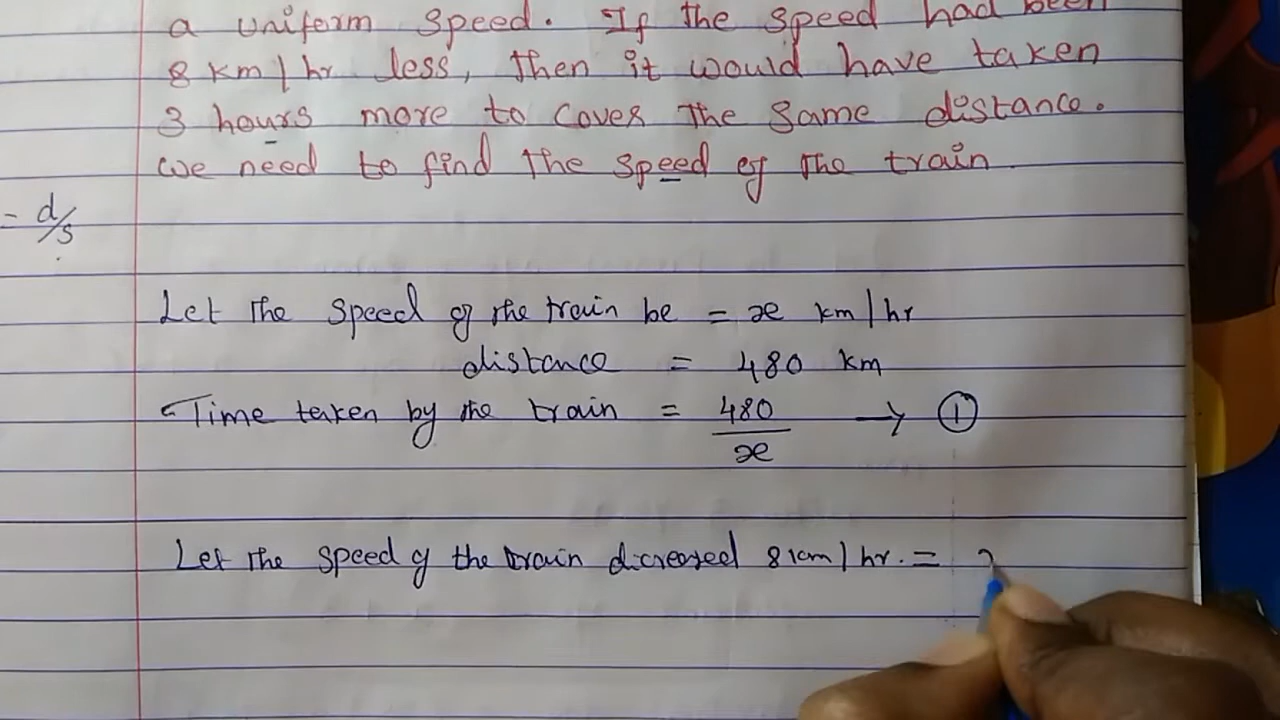 a uniform speed. If the speed had been
8 km/hr less, then it would have taken
3 hours more to cover the same distance.
we need to find the speed of the train
= d/s
Let the speed of the train be = x km/hr
distance = 480 km
Time taken by the train = 480/x → ①
Let the speed of the train decreased 8 km/hr. =